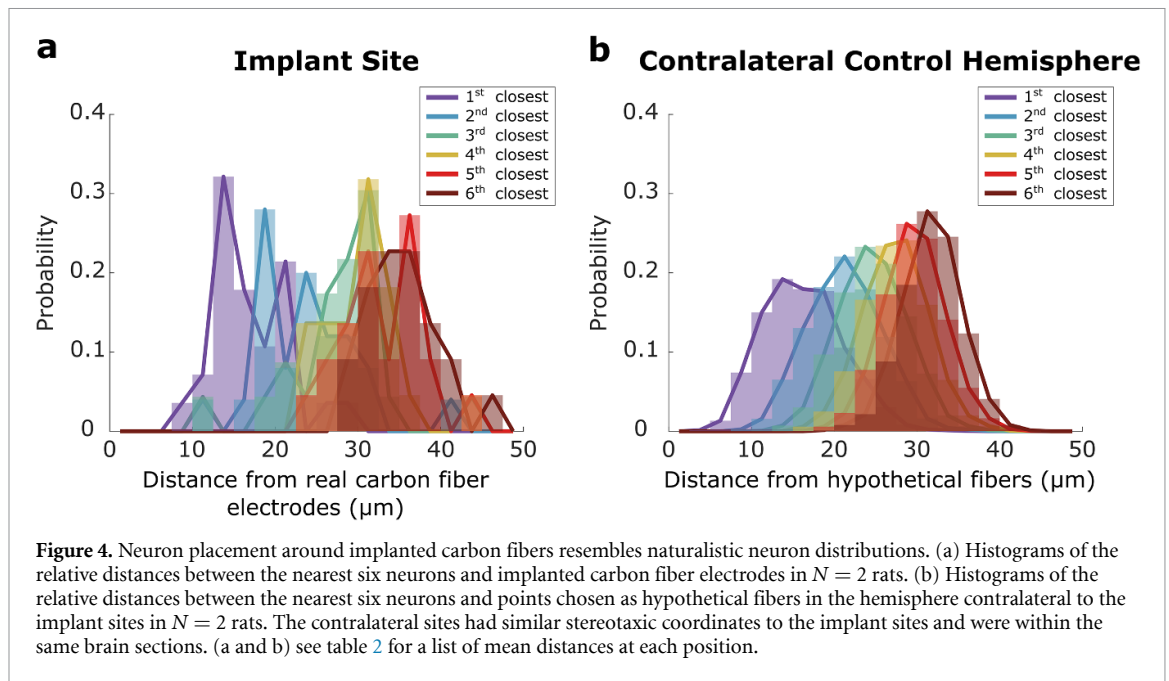 a
Implant Site
1st closest
2nd closest
3rd closest
4th closest
5th closest
6th closest
0.4
0.3
0.2
0.1
0
Probability
0 10 20 30 40 50
Distance from real carbon fiber
electrodes (µm)
b
Contralateral Control Hemisphere
1st closest
2nd closest
3rd closest
4th closest
5th closest
6th closest
0.4
0.3
0.2
0.1
0
Probability
0 10 20 30 40 50
Distance from hypothetical fibers (µm)
Figure 4. Neuron placement around implanted carbon fibers resembles naturalistic neuron distributions. (a) Histograms of the
relative distances between the nearest six neurons and implanted carbon fiber electrodes in N = 2 rats. (b) Histograms of the
relative distances between the nearest six neurons and points chosen as hypothetical fibers in the hemisphere contralateral to the
implant sites in N = 2 rats. The contralateral sites had similar stereotaxic coordinates to the implant sites and were within the
same brain sections. (a and b) see table 2 for a list of mean distances at each position.